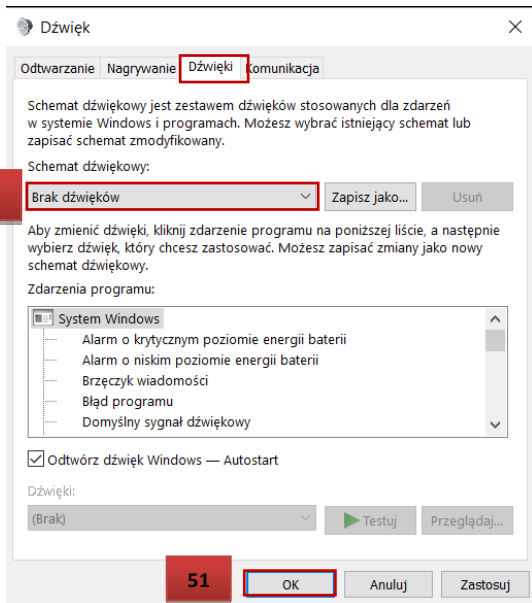 Dźwięk
Odtwarzanie Nagrywanie Dźwięki Komunikacja
Schemat dźwiękowy jest zestawem dźwięków stosowanych dla zdarzeń
w systemie Windows i programach. Możesz wybrać istniejący schemat lub
zapisać schemat zmodyfikowany.
Schemat dźwiękowy:
Brak dźwięków Zapisz jako... Usuń
Aby zmienić dźwięki, kliknij zdarzenie programu na poniższej liście, a następnie
wybierz dźwięk, który chcesz zastosować. Możesz zapisać zmiany jako nowy
schemat dźwiękowy.
Zdarzenia programu:
System Windows
Alarm o krytycznym poziomie energii baterii
Alarm o niskim poziomie energii baterii
Brzęczyk wiadomości
Błąd programu
Domyślny sygnał dźwiękowy
Odtwórz dźwięk Windows — Autostart
Dźwięki:
(Brak) Testuj Przeglądaj...
51 OK Anuluj Zastosuj